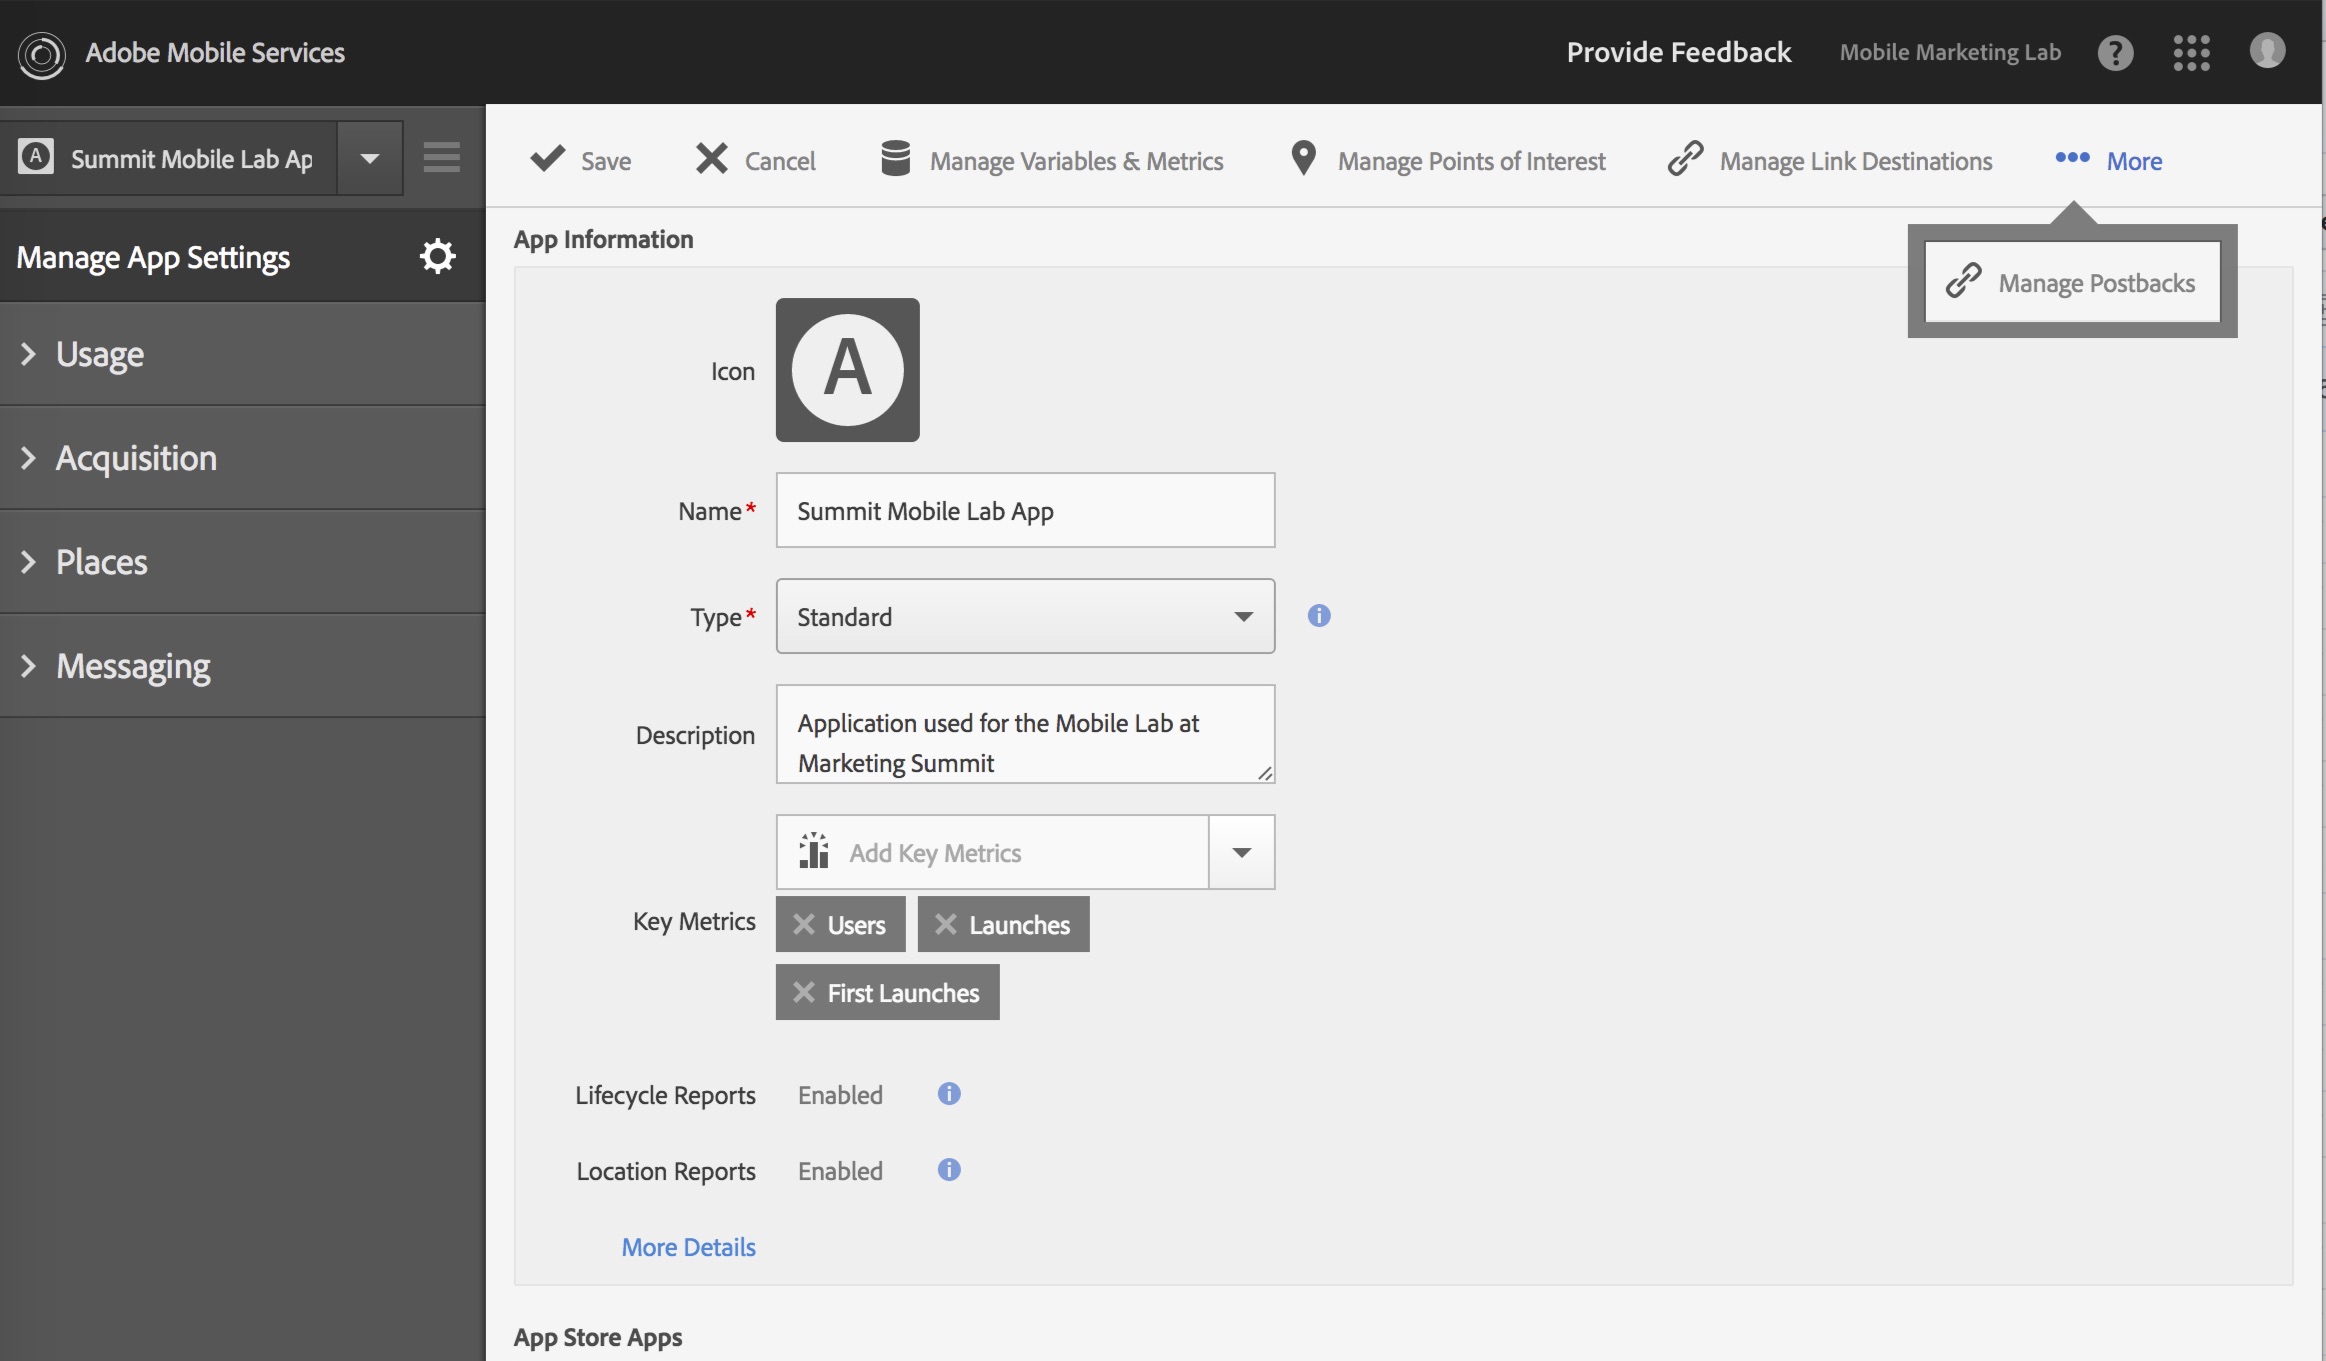 Adobe Mobile Services
Provide Feedback
Mobile Marketing Lab
?
A
Summit Mobile Lab Ap
Save
Cancel
Manage Variables & Metrics
Manage Points of Interest
Manage Link Destinations
More
Manage Postbacks
Manage App Settings
Usage
Acquisition
Places
Messaging
App Information
Icon
A
Name*
Summit Mobile Lab App
Type*
Standard
i
Description
Application used for the Mobile Lab at
Marketing Summit
Add Key Metrics
Key Metrics
Users
Launches
First Launches
Lifecycle Reports
Enabled
i
Location Reports
Enabled
i
More Details
App Store Apps